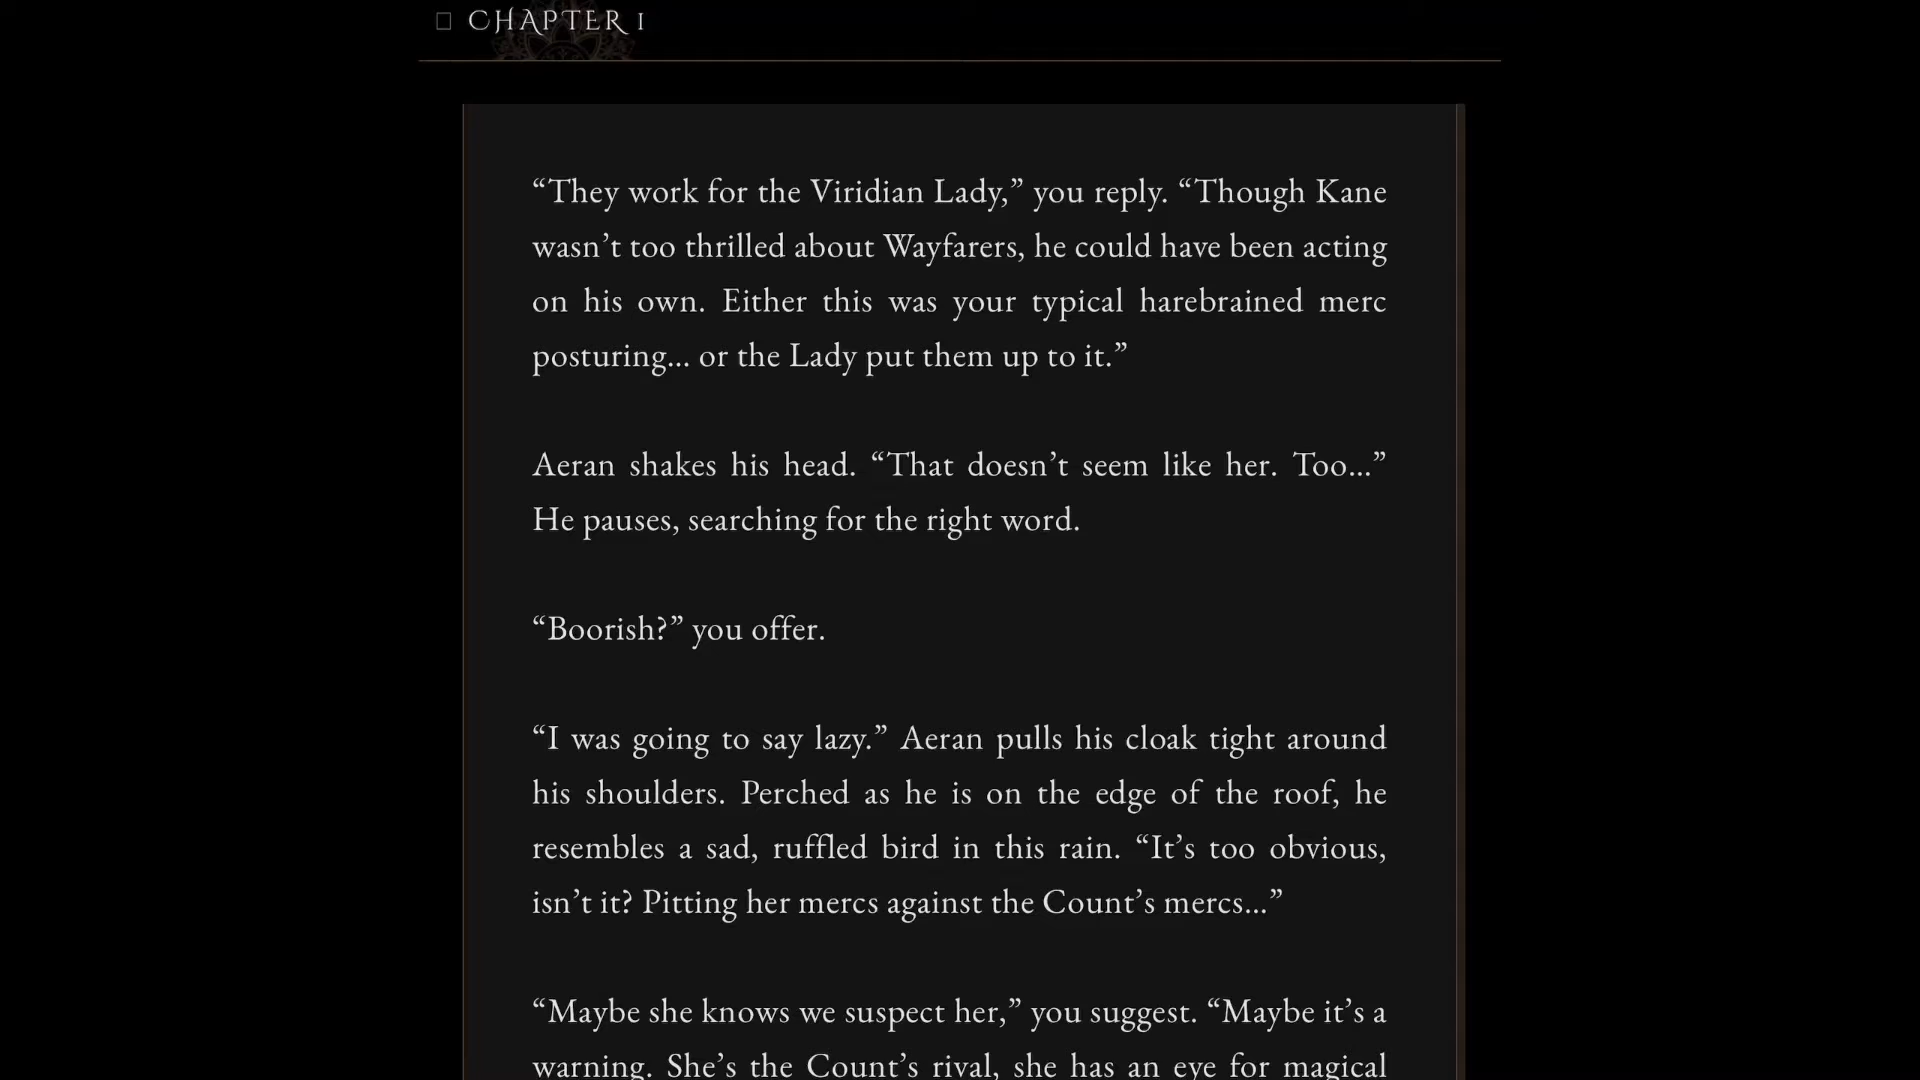 CHAPTER I
“They work for the Viridian Lady,” you reply. “Though Kane
wasn’t too thrilled about Wayfarers, he could have been acting
on his own. Either this was your typical harebrained merc
posturing... or the Lady put them up to it.”
Aeran shakes his head. “That doesn’t seem like her. Too...”
He pauses, searching for the right word.
“Boorish?” you offer.
“I was going to say lazy.” Aeran pulls his cloak tight around
his shoulders. Perched as he is on the edge of the roof, he
resembles a sad, ruffled bird in this rain. “It’s too obvious,
isn’t it? Pitting her mercs against the Count’s mercs...”
“Maybe she knows we suspect her,” you suggest. “Maybe it’s a
warning. She’s the Count’s rival, she has an eye for magical